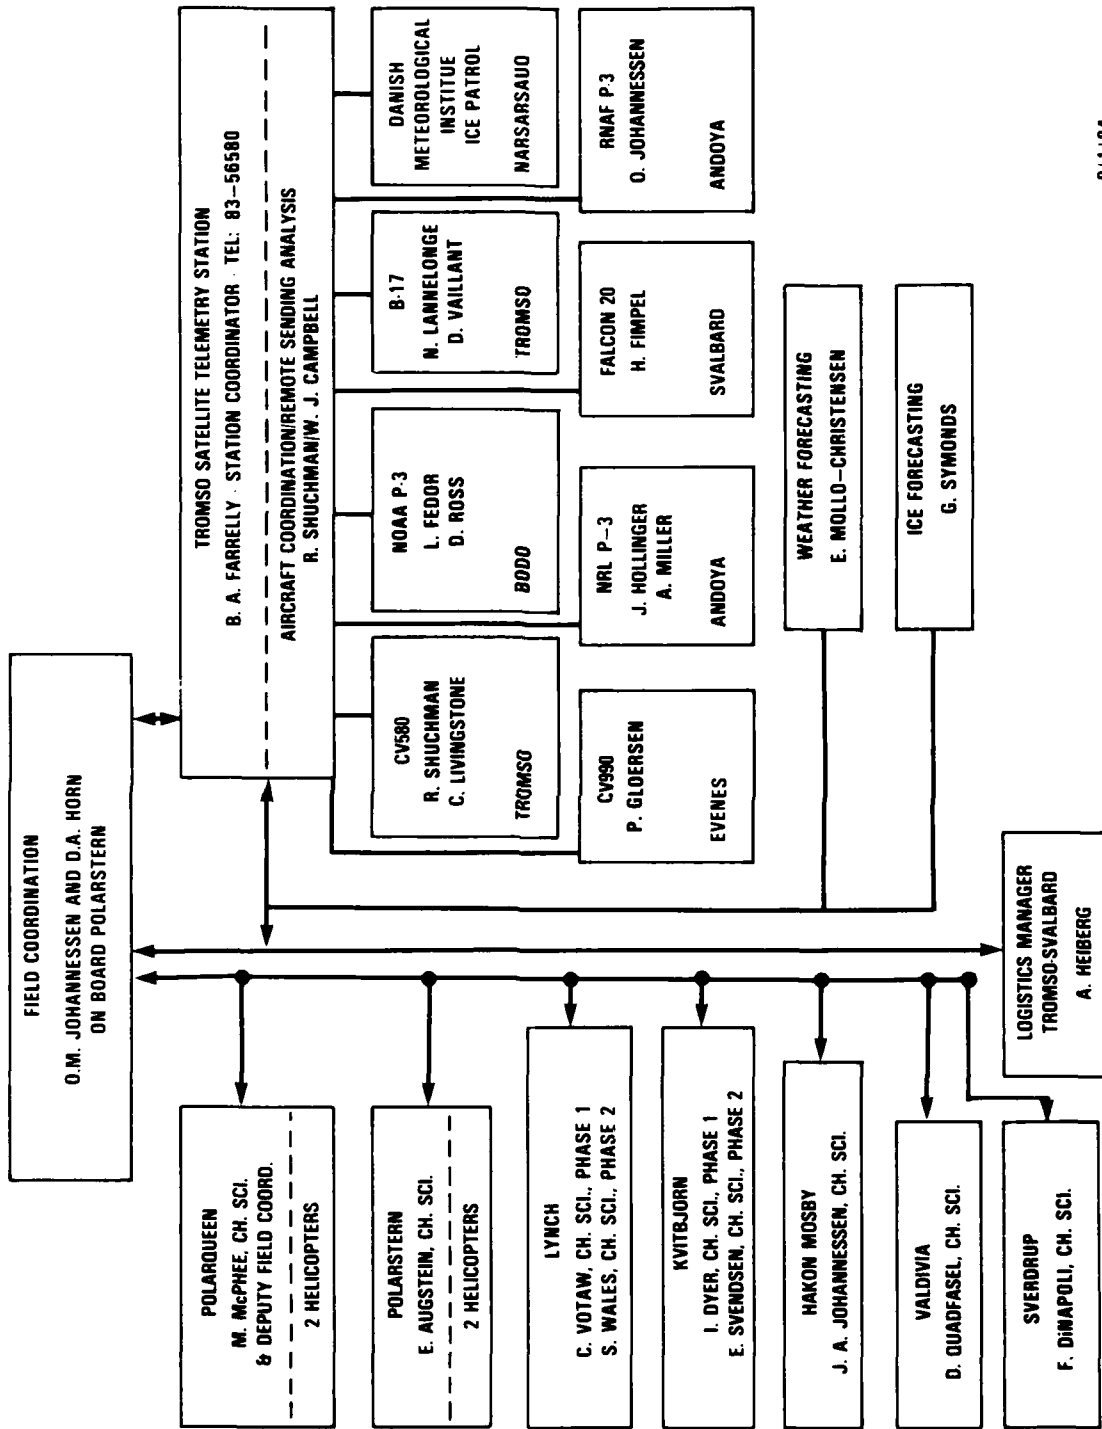 FIELD COORDINATION
O.M. JOHANNESSEN AND D.A. HORN
ON BOARD POLARSTERN
TROMSO SATELLITE TELEMETRY STATION
B. A. FARRELLY · STATION COORDINATOR · TEL: 83–56580
AIRCRAFT COORDINATION/REMOTE SENDING ANALYSIS
R. SHUCHMAN/W. J. CAMPBELL
POLARQUEEN
M. McPHEE, CH. SCI.
& DEPUTY FIELD COORD.
2 HELICOPTERS
POLARSTERN
E. AUGSTEIN, CH. SCI.
2 HELICOPTERS
LYNCH
C. VOTAW, CH. SCI., PHASE 1
S. WALES, CH. SCI., PHASE 2
KVITBJORN
I. DYER, CH. SCI., PHASE 1
E. SVENDSEN, CH. SCI., PHASE 2
HAKON MOSBY
J. A. JOHANNESSEN, CH. SCI.
VALDIVIA
D. QUADFASEL, CH. SCI.
SVERDRUP
F. DiNAPOLI, CH. SCI.
LOGISTICS MANAGER
TROMSO-SVALBARD
A. HEIBERG
CV580
R. SHUCHMAN
C. LIVINGSTONE
TROMSO
NOAA P-3
L. FEDOR
D. ROSS
BODO
B-17
N. LANNELONGE
D. VAILLANT
TROMSO
DANISH
METEOROLOGICAL
INSTITUE
ICE PATROL
NARSARSAUO
CV990
P. GLOERSEN
EVENES
NRL P–3
J. HOLLINGER
A. MILLER
ANDOYA
FALCON 20
H. FIMPEL
SVALBARD
RNAF P-3
O. JOHANNESSEN
ANDOYA
WEATHER FORECASTING
E. MOLLO–CHRISTENSEN
ICE FORECASTING
G. SYMONDS